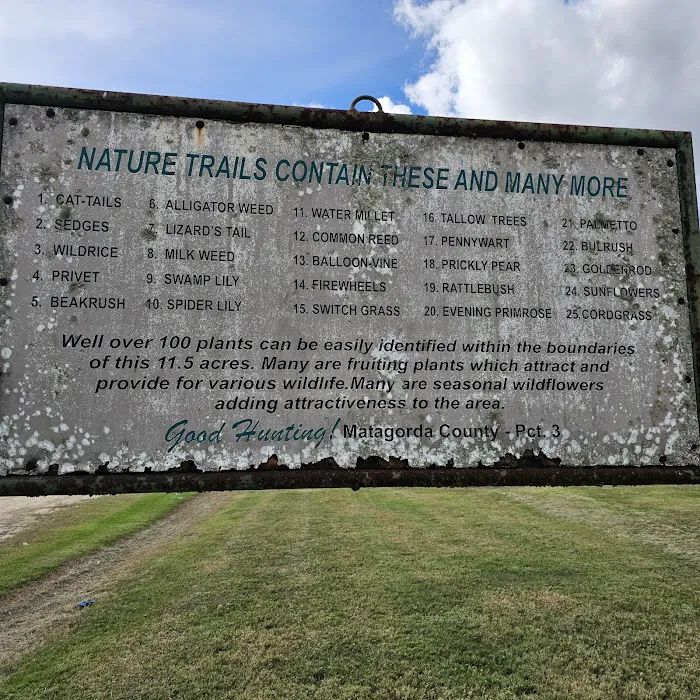 NATURE TRAILS CONTAIN THESE AND MANY MORE
1. CAT-TAILS
2. SEDGES
3. WILDRICE
4. PRIVET
5. BEAKRUSH
6. ALLIGATOR WEED
7. LIZARD'S TAIL
8. MILK WEED
9. SWAMP LILY
10. SPIDER LILY
11. WATER MILLET
12. COMMON REED
13. BALLOON-VINE
14. FIREWHEELS
15. SWITCH GRASS
16 TALLOW TREES
17. PENNYWART
18. PRICKLY PEAR
19. RATTLEBUSH
20. EVENING PRIMROSE
21. PALMETTO
22. BULRUSH
23. GOLDENROD
24. SUNFLOWERS
25.CORDGRASS
Well over 100 plants can be easily identified within the boundaries
of this 11.5 acres. Many are fruiting plants which attract and
provide for various wildlife.Many are seasonal wildflowers
adding attractiveness to the area.
Good Hunting! Matagorda County - Pct. 3